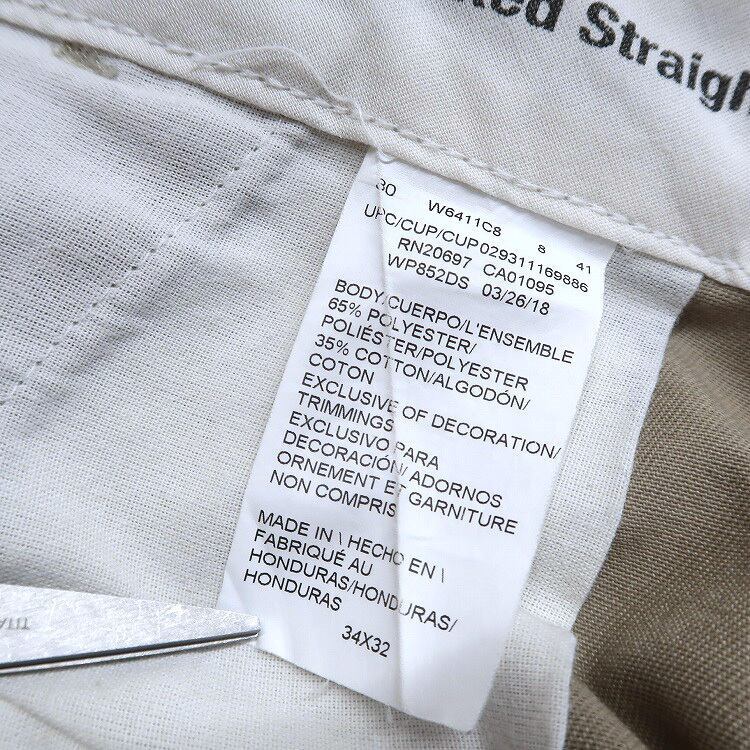 Straigh
30 W6411C8 8 41
UPC/CUP/CUP029311169886
RN20697 CA01095
WP852DS 03/26/18
BODY/CUERPO/L'ENSEMBLE
65% POLYESTER/
POLIÉSTER/POLYESTER
35% COTTON/ALGODÓN/
COTON
EXCLUSIVE OF DECORATION/
TRIMMINGS
EXCLUSIVO PARA
DECORACIÓN/ADORNOS
ORNEMENT ET GARNITURE
NON COMPRIS
MADE IN \ HECHO EN \
FABRIQUÉ AU
HONDURAS/HONDURAS/
HONDURAS
34X32